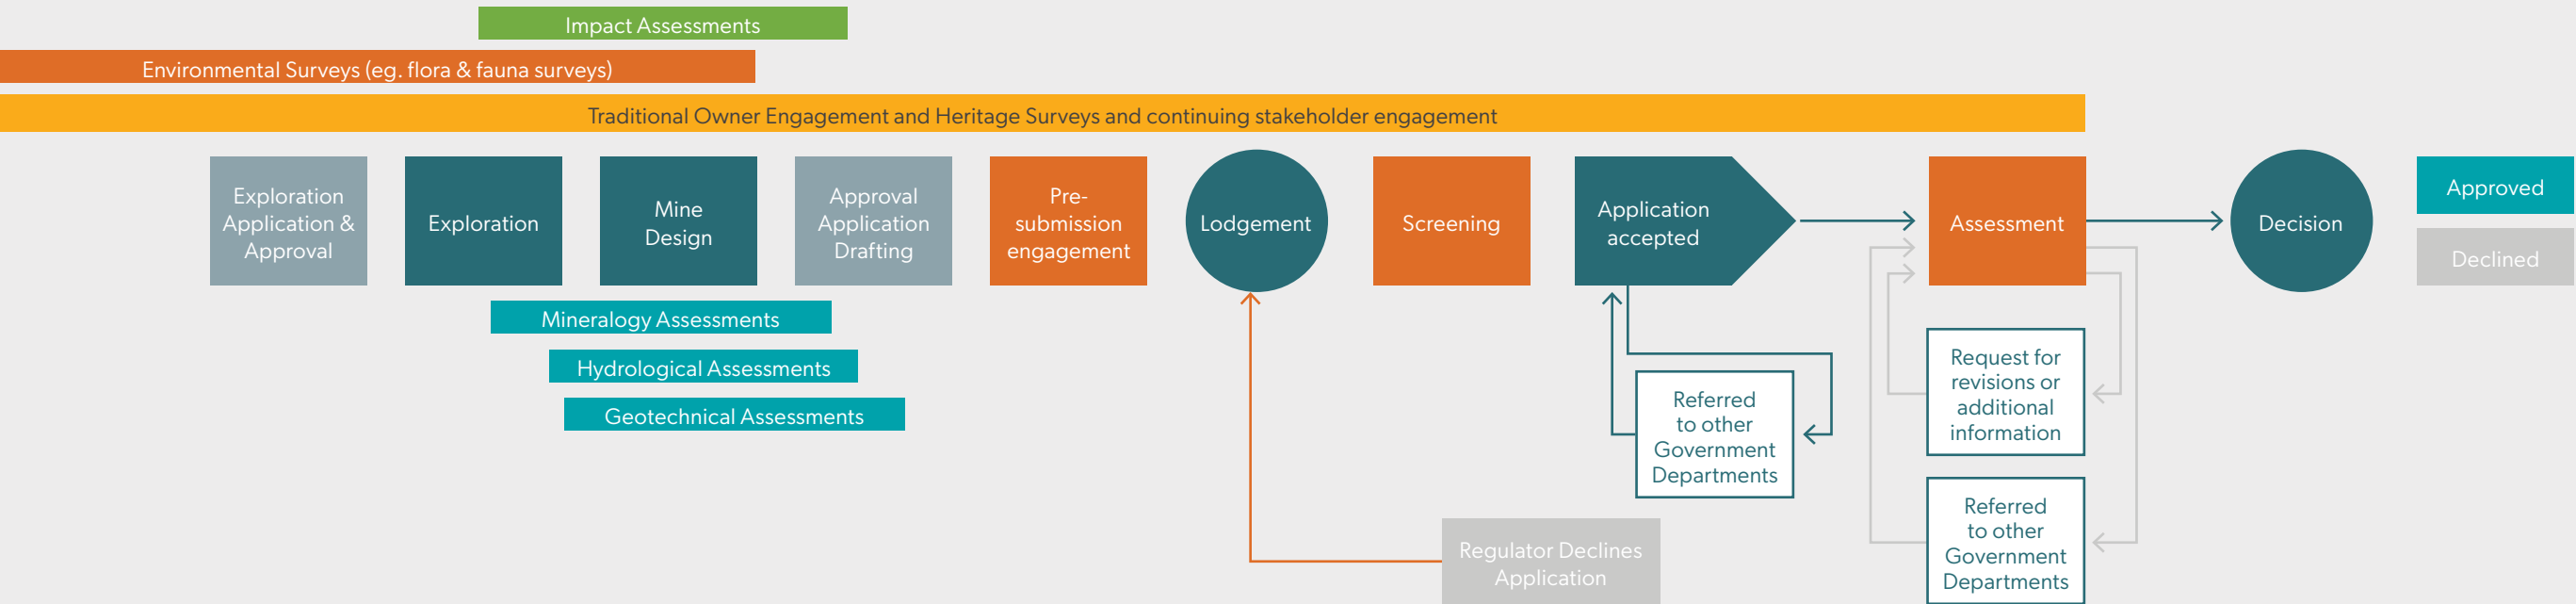 Impact Assessments
Environmental Surveys (eg. flora & fauna surveys)
Traditional Owner Engagement and Heritage Surveys and continuing stakeholder engagement
Exploration
Application &
Approval
Exploration
Mine
Design
Approval
Application
Drafting
Pre-
submission
engagement
Lodgement
Screening
Application
accepted
Assessment
Decision
Approved
Declined
Mineralogy Assessments
Hydrological Assessments
Geotechnical Assessments
Referred
to other
Government
Departments
Request for
revisions or
additional
information
Referred
to other
Government
Departments
Regulator Declines
Application